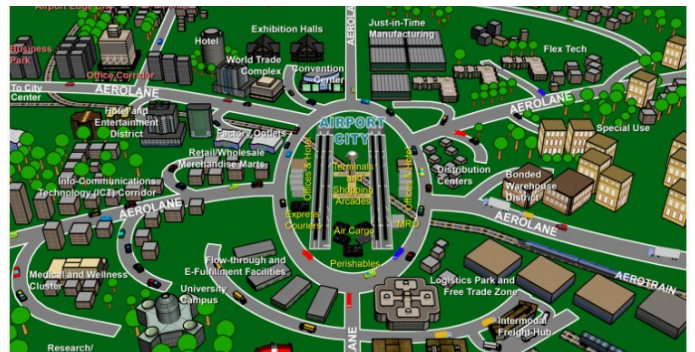 Airport Edge City
Business
Park
Office Corridor
Hotel
Exhibition Halls
World Trade
Complex
Convention
Center
AEROLANE
Just-in-Time
Manufacturing
Flex Tech
To City
Center
AEROLANE
Hotel and
Entertainment
District
Factory Outlets
AIRPORT
CITY
AEROLANE
Special Use
Retail/Wholesale
Merchandise Marts
Offices & Hotel
Terminals
and
Shopping
Arcades
Offices & Hotel
Distribution
Centers
Bonded
Warehouse
District
Info-Communications
Technology (ICT) Corridor
AEROLANE
Express
Couriers
Air Cargo
MRO
AEROLANE
Perishables
Flow-through and
E-Fulfillment Facilities
Medical and Wellness
Cluster
University
Campus
Logistics Park and
Free Trade Zone
AEROTRAIN
Intermodal
Freight Hub
LANE
Research/